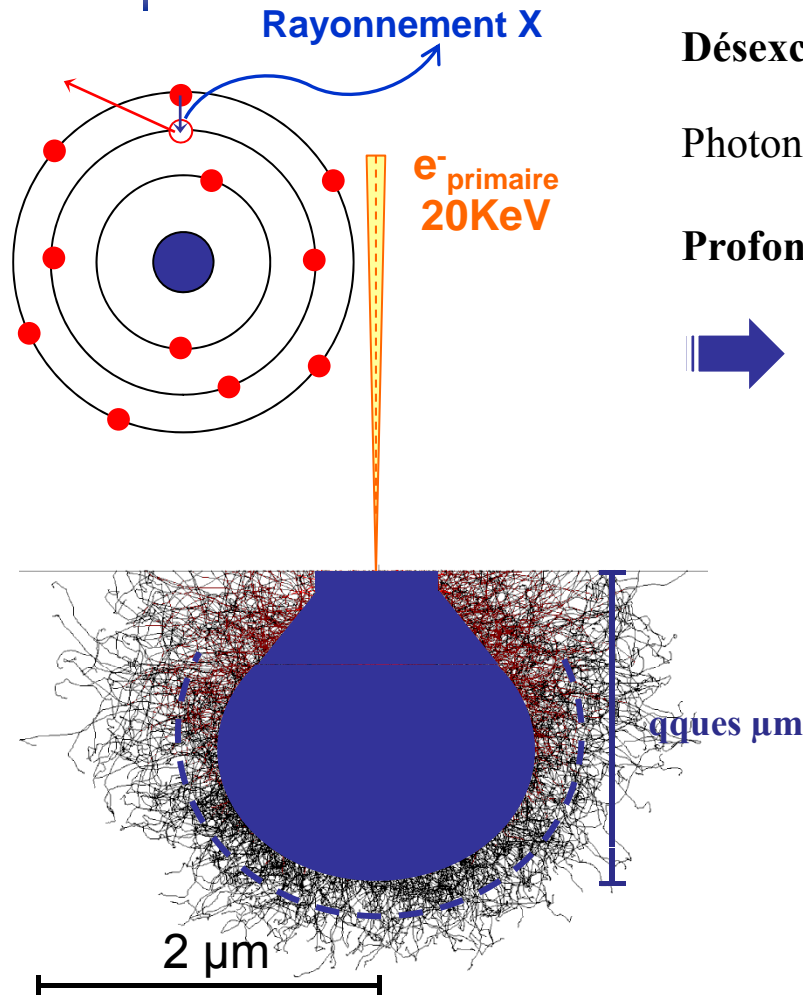 Rayonnement X
Désexc
Photon
e-primaire
20KeV
Profon
qques µm
2 µm